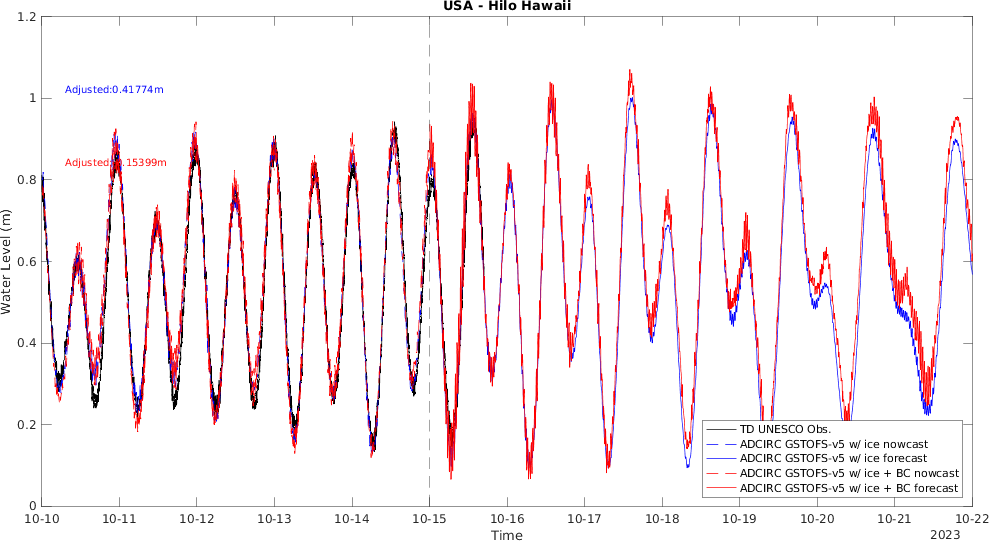 USA - Hilo Hawaii
1.2
1
0.8
0.6
0.4
0.2
0
Water Level (m)
Adjusted:0.41774m
Adjusted: .15399m
TD UNESCO Obs.
ADCIRC GSTOFS-v5 w/ ice nowcast
ADCIRC GSTOFS-v5 w/ ice forecast
ADCIRC GSTOFS-v5 w/ ice + BC nowcast
ADCIRC GSTOFS-v5 w/ ice + BC forecast
10-10 10-11 10-12 10-13 10-14 10-15 10-16 10-17 10-18 10-19 10-20 10-21 10-22
Time
2023